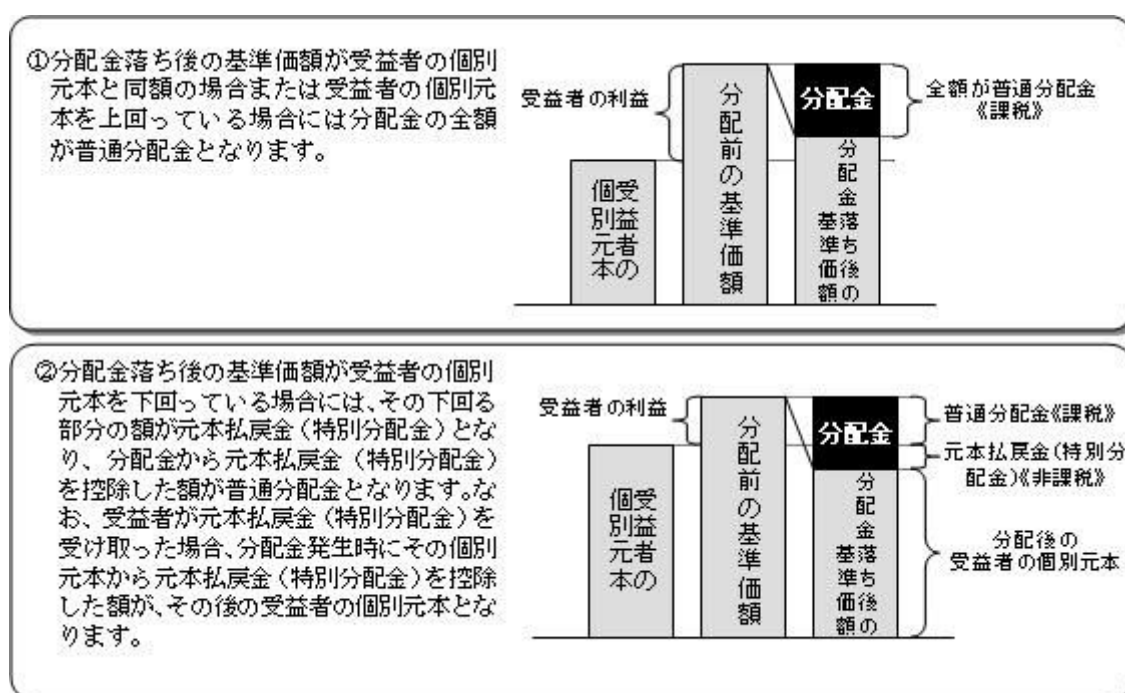 ①分配金落ち後の基準価額が受益者の個別
元本と同額の場合または受益者の個別元
本を上回っている場合には分配金の全額
が普通分配金となります。
受益者の利益
受益者の
個別元本
分配前の基準価額
分配金
分配金落ち後の
基準価額
全額が普通分配金
《課税》
②分配金落ち後の基準価額が受益者の個別
元本を下回っている場合には、その下回る
部分の額が元本払戻金(特別分配金)とな
り、分配金から元本払戻金(特別分配金)
を控除した額が普通分配金となります。な
お、受益者が元本払戻金(特別分配金)を
受け取った場合、分配金発生時にその個別
元本から元本払戻金(特別分配金)を控除
した額が、その後の受益者の個別元本とな
ります。
受益者の利益
受益者の
個別元本
分配前の基準価額
分配金
分配金落ち後の
基準価額
普通分配金《課税》
元本払戻金(特別分
配金)《非課税》
分配後の
受益者の個別元本